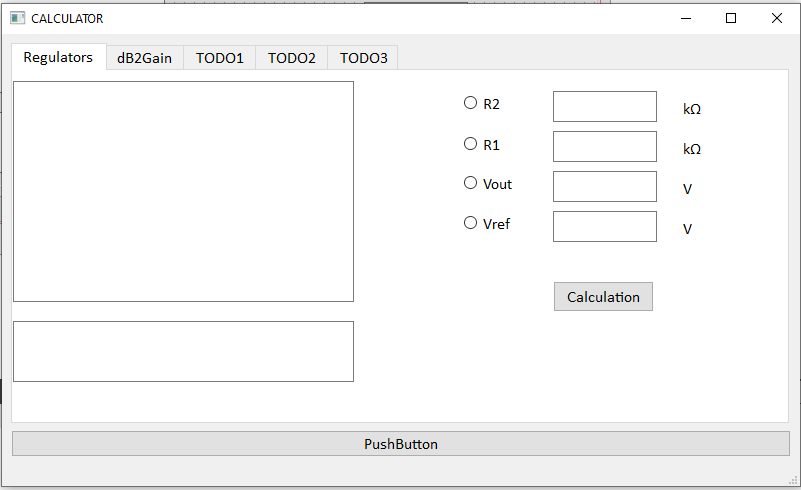 CALCULATOR
Regulators dB2Gain TODO1 TODO2 TODO3
R2 kΩ
R1 kΩ
Vout V
Vref V
Calculation
PushButton